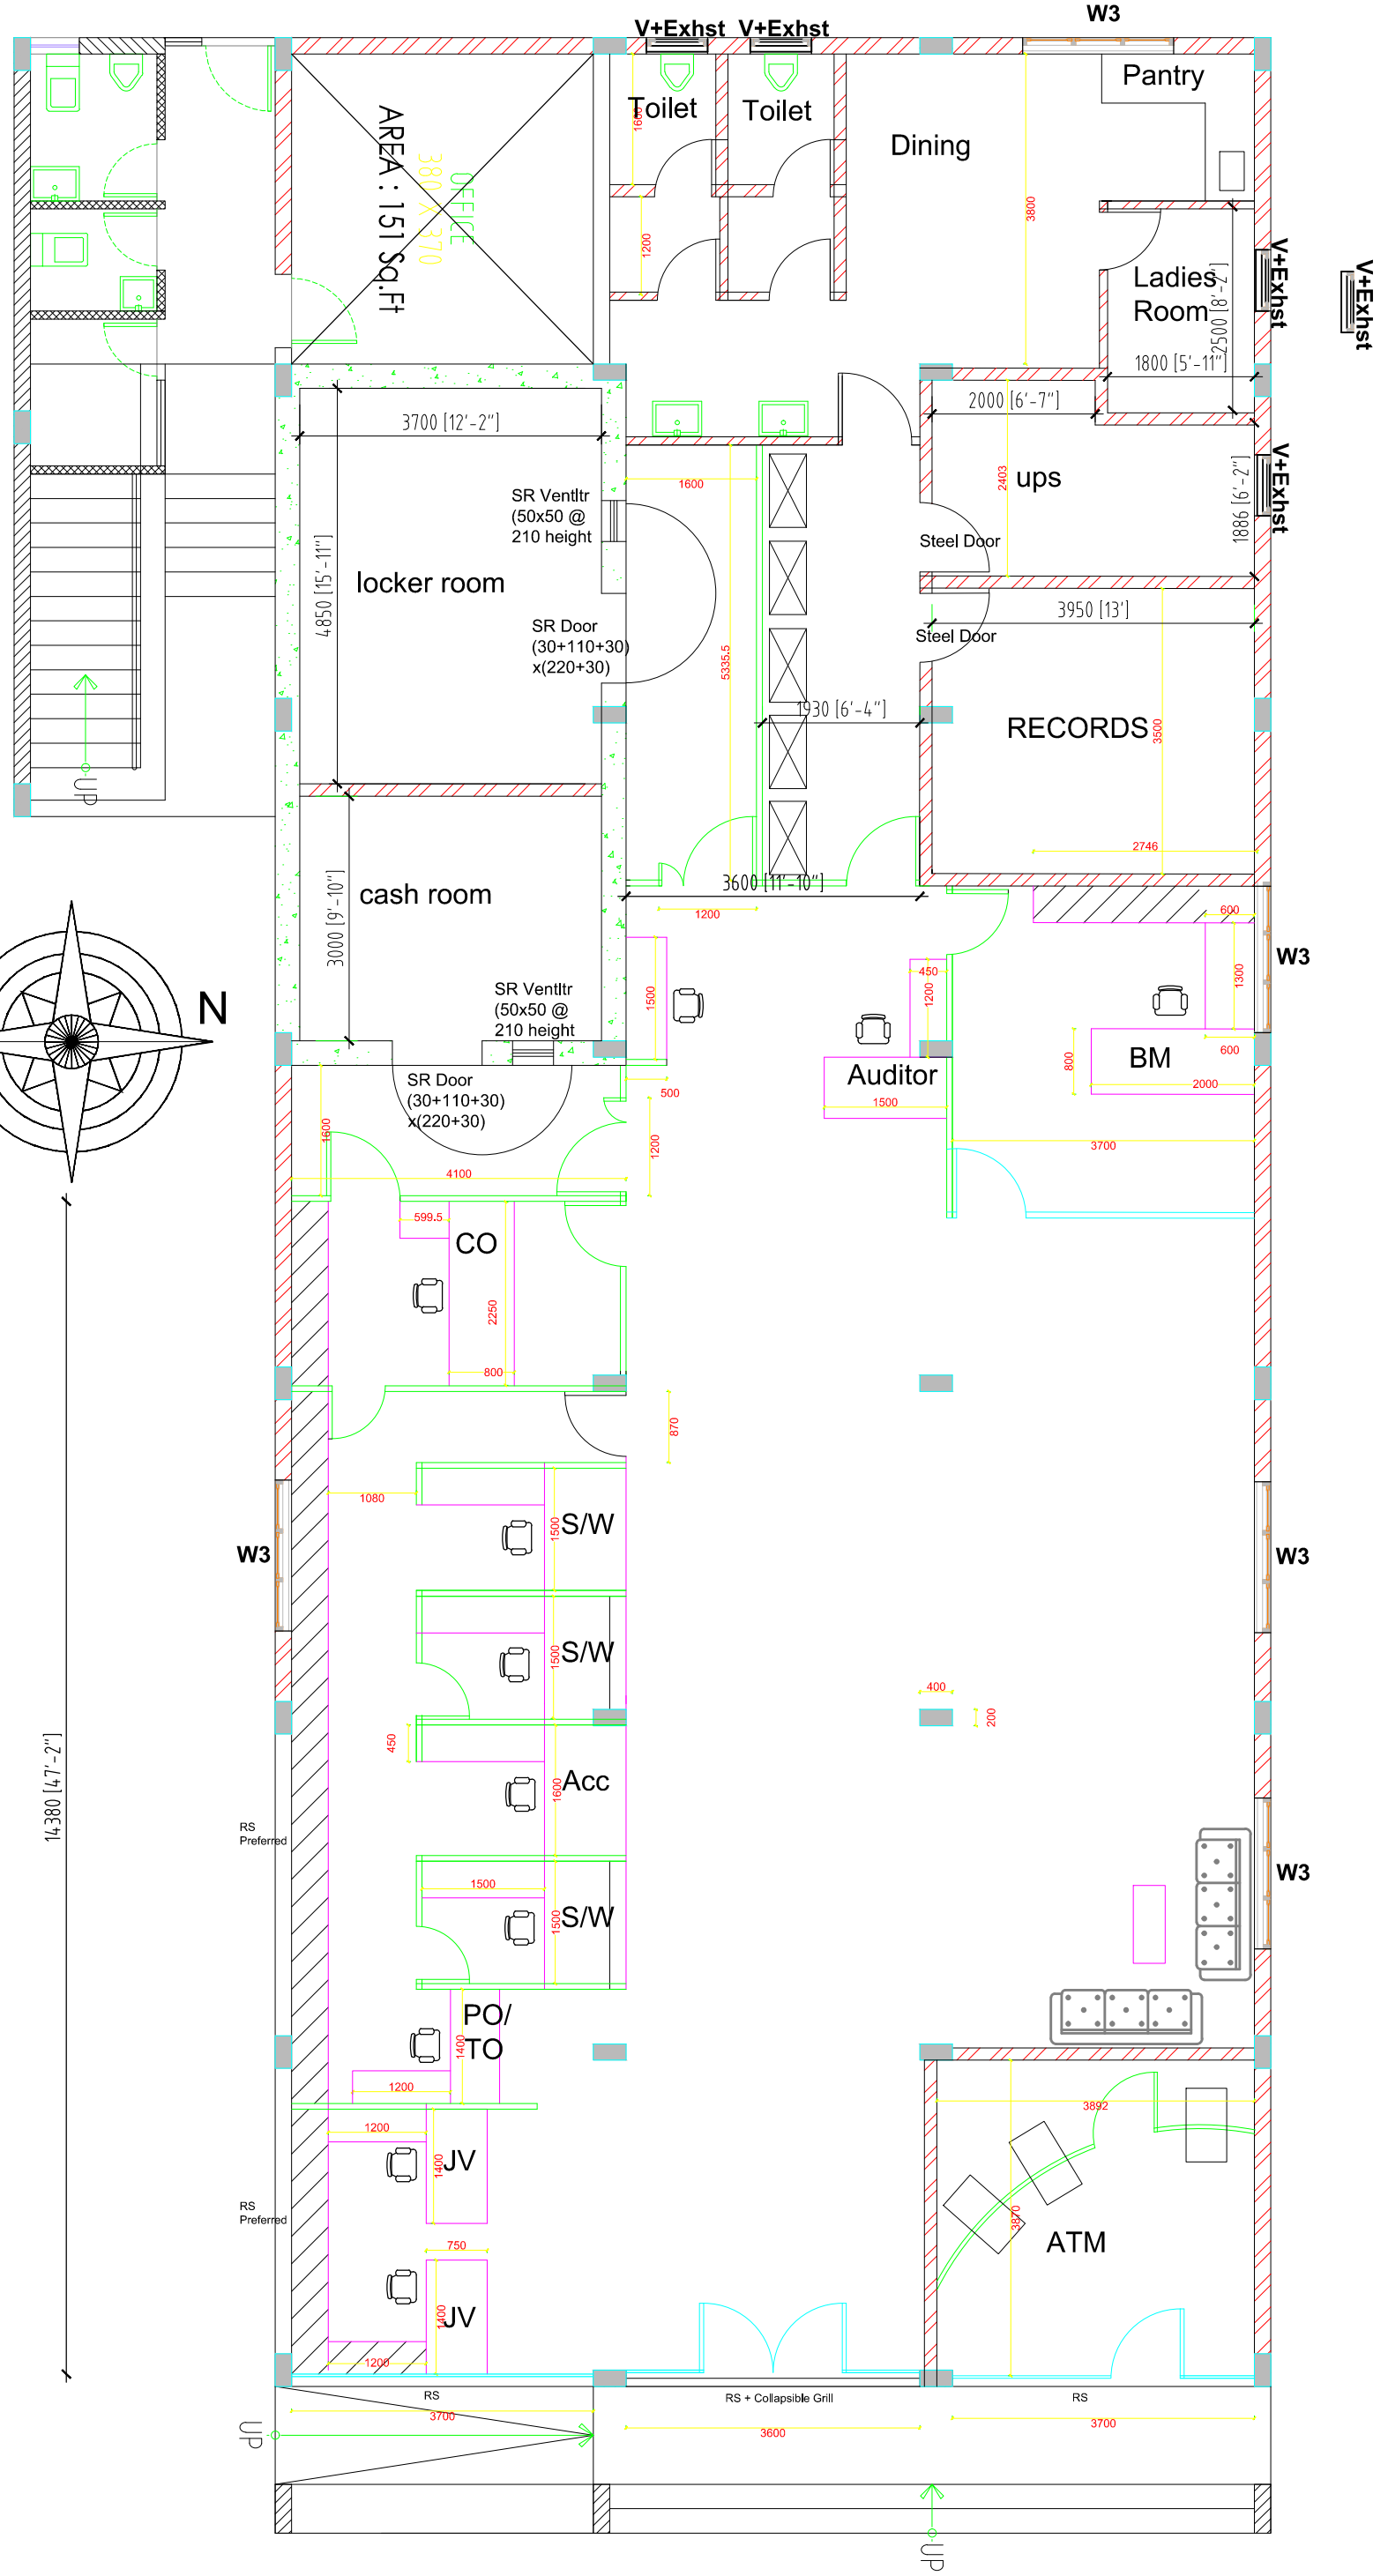 W3
V+Exhst V+Exhst
Pantry
Toilet
Toilet
1600
Dining
OFFICE
380 X 370
AREA : 151 Sq.Ft
1200
3800
V+Exhst
V+Exhst
Ladies
Room
2500 [8'-2"]
1800 [5'-11"]
3700 [12'-2"]
2000 [6'-7"]
1600
2403
ups
V+Exhst
1886 [6'-2"]
SR Ventltr
(50x50 @
210 height
Steel Door
4850 [15'-11"]
locker room
3950 [13']
SR Door
(30+110+30)
x(220+30)
Steel Door
5335.5
1930 [6'-4"]
RECORDS
3500
UP
2746
cash room
3600 [11'-10"]
3000 [9'-10"]
1200
600
W3
450
1200
1500
1300
N
SR Ventltr
(50x50 @
210 height
600
BM
800
2000
Auditor
1500
SR Door
(30+110+30)
x(220+30)
500
1600
1200
3700
4100
599.5
CO
2250
800
870
1080
S/W
1500
W3
W3
S/W
1500
400
200
450
14380 [47'-2"]
Acc
1600
RS
Preferred
W3
1500
S/W
1500
PO/
TO
1400
1200
3892
1200
JV
1400
RS
Preferred
3870
ATM
750
JV
1400
1200
RS
RS + Collapsible Grill
RS
3700
3600
3700
UP
UP